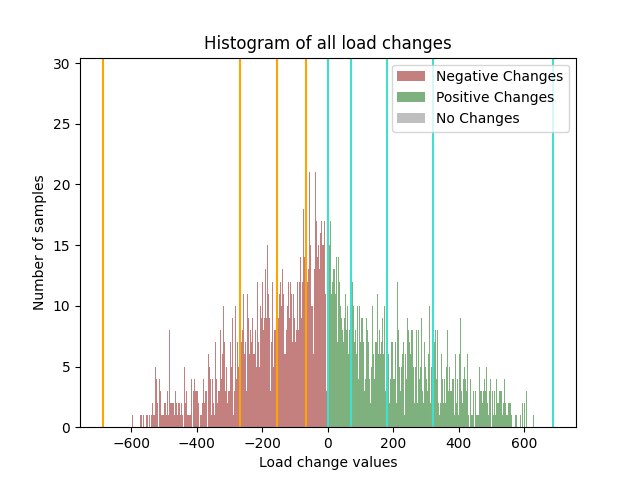 Histogram of all load changes
Negative Changes
Positive Changes
No Changes
Number of samples
30
25
20
15
10
5
0
−600
−400
−200
0
200
400
600
Load change values